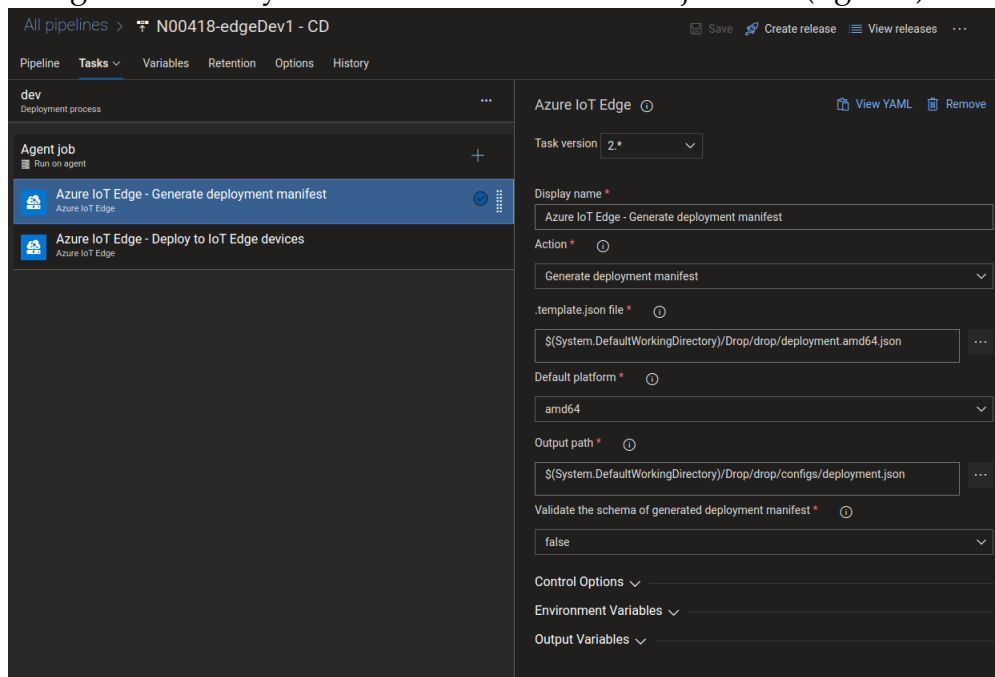 All pipelines > N00418-edgeDev1 - CD
Save Create release View releases ...
Pipeline Tasks Variables Retention Options History
dev
Deployment process
...
Agent job
Run on agent
+
Azure IoT Edge - Generate deployment manifest
Azure IoT Edge
Azure IoT Edge - Deploy to IoT Edge devices
Azure IoT Edge
Azure IoT Edge
View YAML Remove
Task version 2.*
Display name *
Azure IoT Edge - Generate deployment manifest
Action *
Generate deployment manifest
.template.json file *
$(System.DefaultWorkingDirectory)/Drop/drop/deployment.amd64.json
...
Default platform *
amd64
Output path *
$(System.DefaultWorkingDirectory)/Drop/drop/configs/deployment.json
...
Validate the schema of generated deployment manifest *
false
Control Options
Environment Variables
Output Variables